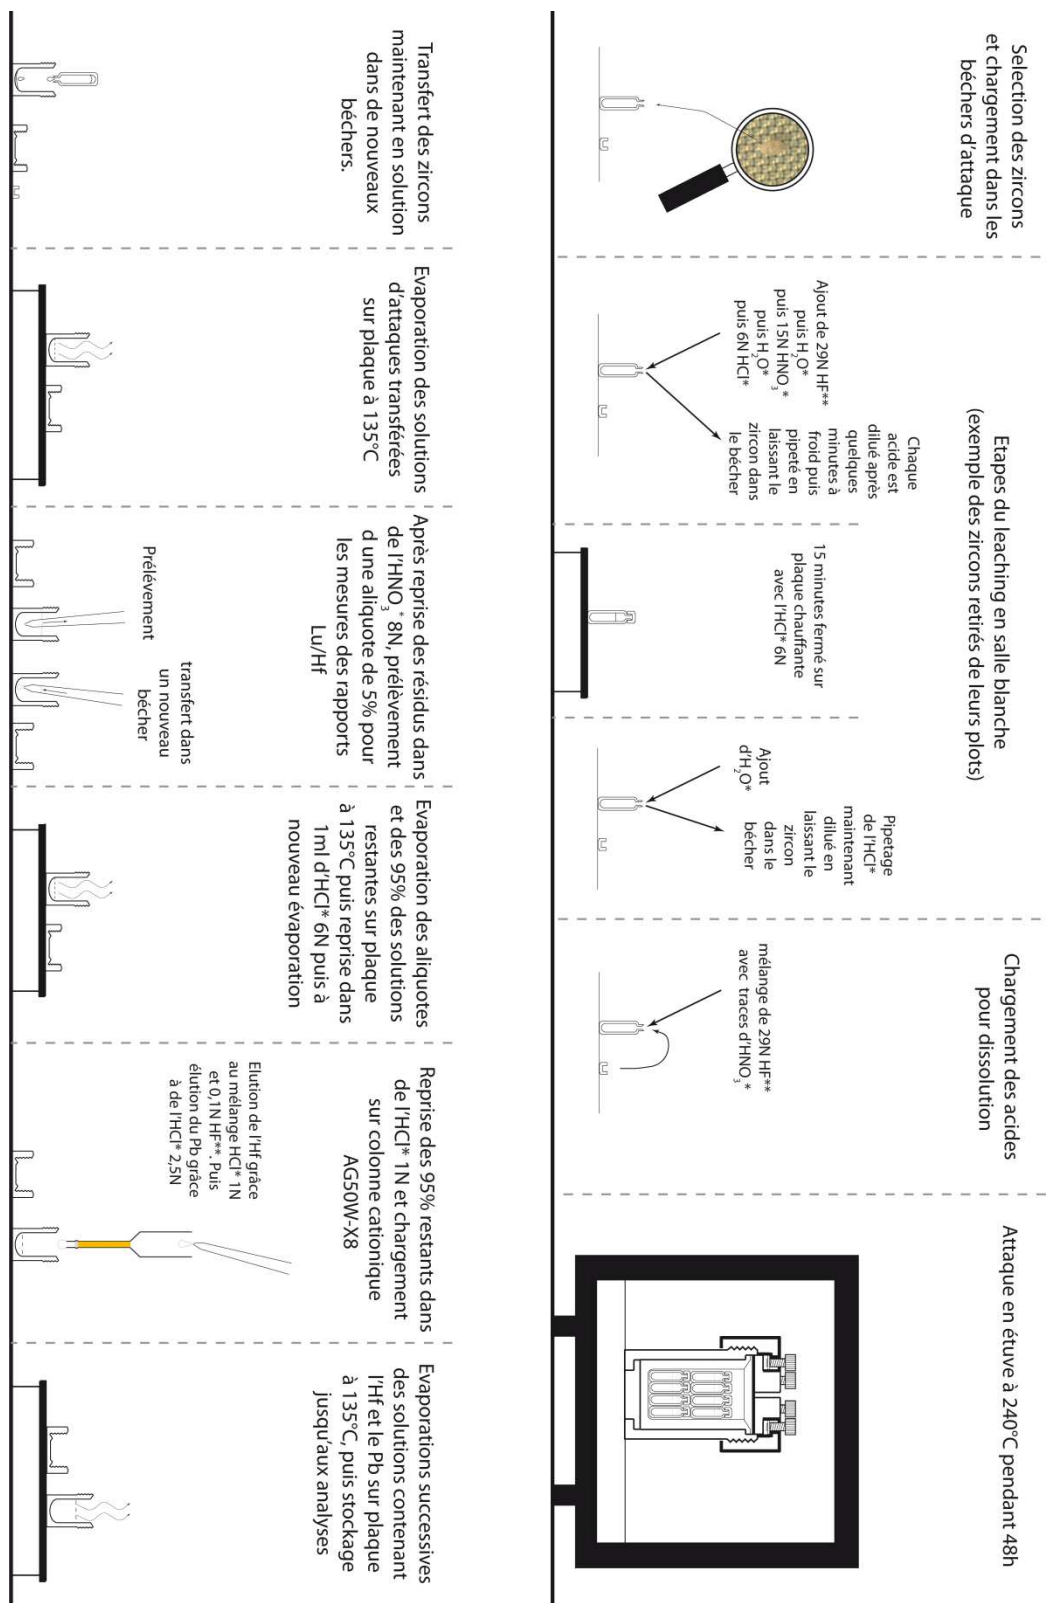 Selection des zircons
et chargement dans les
béchers d'attaque
Etapes du leaching en salle blanche
(exemple des zircons retirés de leurs plots)
Ajout de 29N HF**
puis H2O*
puis 15N HNO3*
puis H2O*
puis 6N HCl*
Chaque
acide est
dilué après
quelques
minutes à
froid puis
pipeté en
laissant le
zircon dans
le bécher
15 minutes fermé sur
plaque chauffante
avec l'HCl* 6N
Ajout
d'H2O*
Pipetage
de l'HCl*
maintenant
dilué en
laissant le
zircon
dans le
bécher
Chargement des acides
pour dissolution
mélange de 29N HF**
avec traces d'HNO3*
Attaque en étuve à 240°C pendant 48h
Transfert des zircons
maintenant en solution
dans de nouveaux
béchers.
Evaporation des solutions
d'attaques transférées
sur plaque à 135°C
Après reprise des résidus dans
de l'HNO3* 8N, prélèvement
d une aliquote de 5% pour
les mesures des rapports
Lu/Hf
Prélévement
transfert dans
un nouveau
bécher
Evaporation des aliquotes
et des 95% des solutions
restantes sur plaque
à 135°C puis reprise dans
1ml d'HCl* 6N puis à
nouveau évaporation
Reprise des 95% restants dans
de l'HCl* 1N et chargement
sur colonne cationique
AG50W-X8
Elution de l'Hf grâce
au mélange HCl* 1N
et 0,1N HF**. Puis
élution du Pb grâce
à de l'HCl* 2,5N
Evaporations successives
des solutions contenant
l'Hf et le Pb sur plaque
à 135°C, puis stockage
jusqu'aux analyses